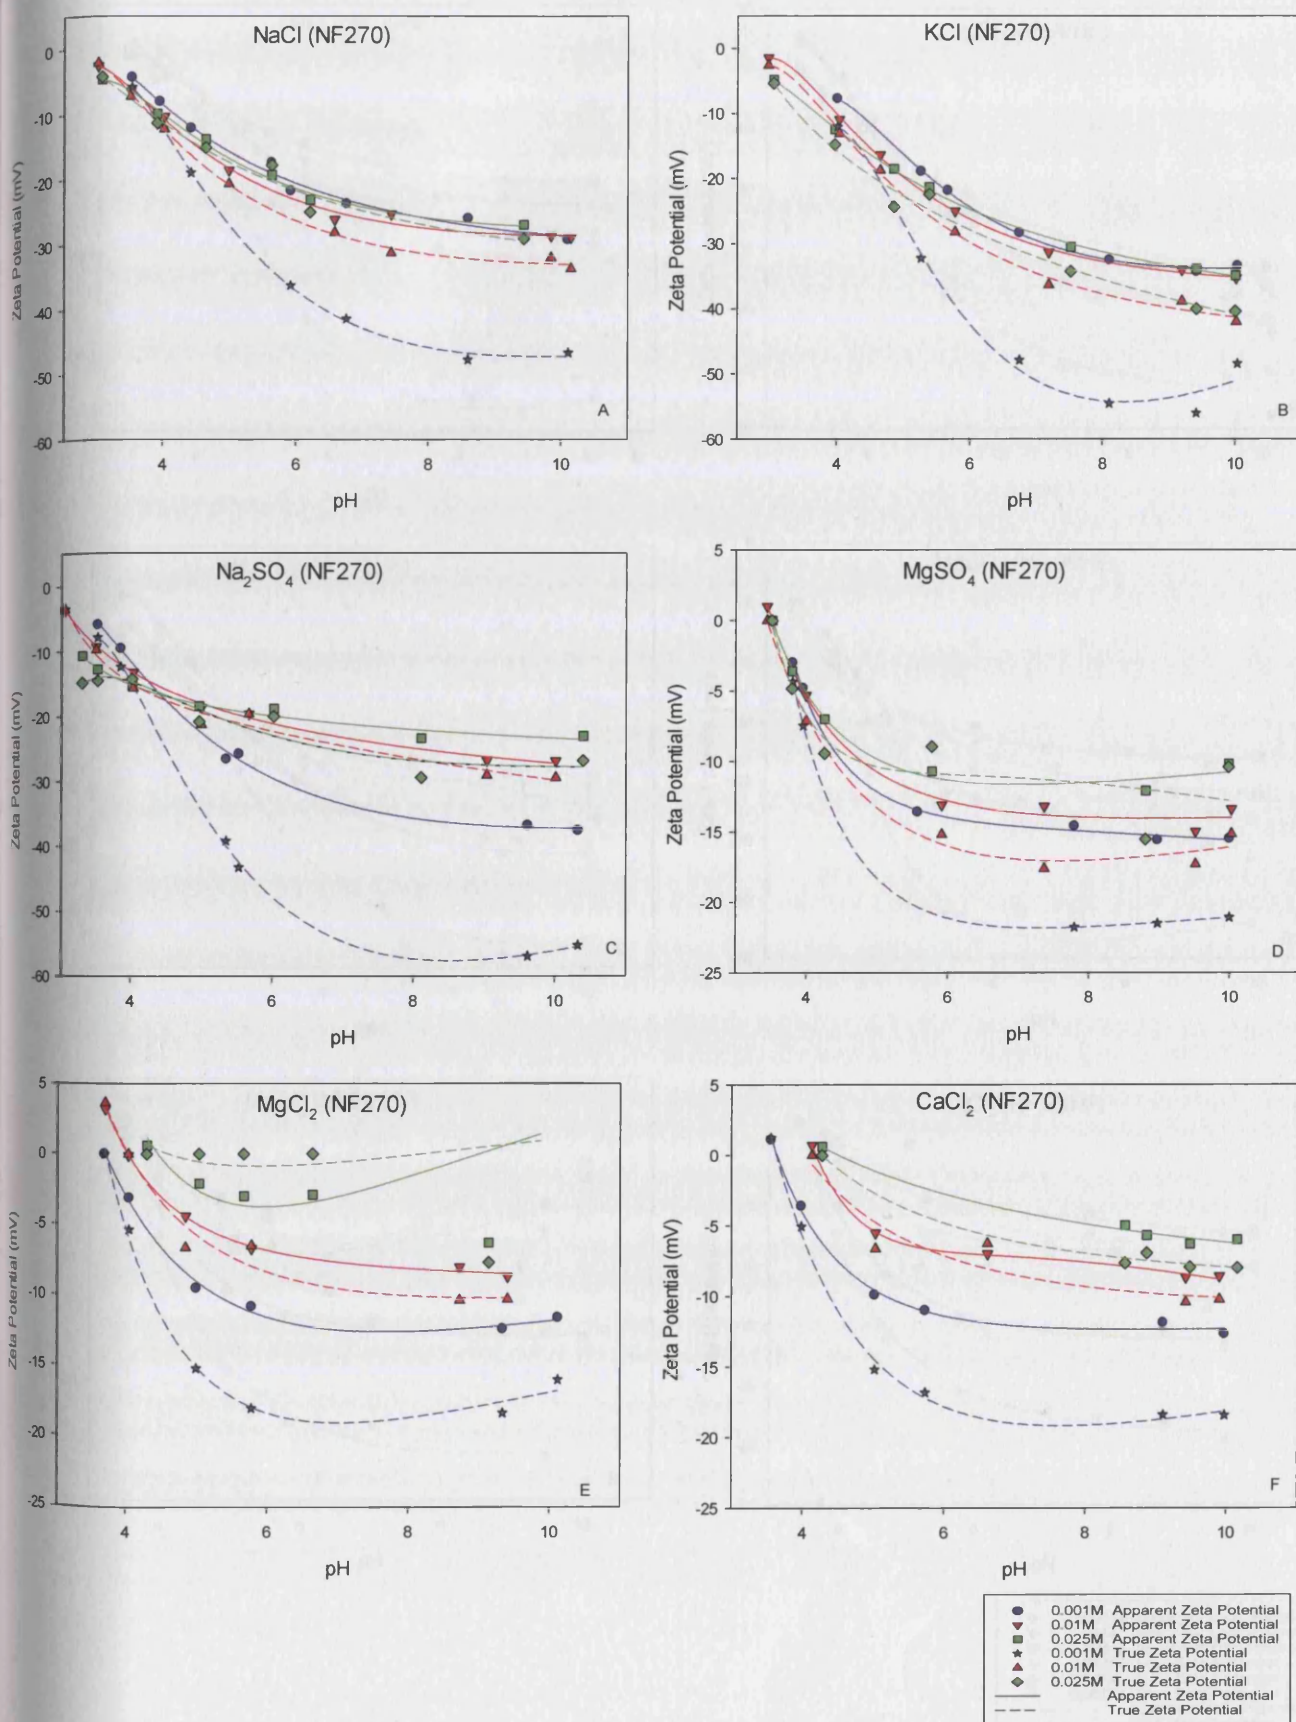 NaCl (NF270)
0
-10
-20
-30
-40
-50
-60
Zeta Potential (mV)
A
4
6
8
10
pH
KCl (NF270)
0
-10
-20
-30
-40
-50
-60
Zeta Potential (mV)
B
4
6
8
10
pH
Na2SO4 (NF270)
0
-10
-20
-30
-40
-50
-60
Zeta Potential (mV)
C
4
6
8
10
pH
MgSO4 (NF270)
5
0
-5
-10
-15
-20
-25
Zeta Potential (mV)
D
4
6
8
10
pH
MgCl2 (NF270)
5
0
-5
-10
-15
-20
-25
Zeta Potential (mV)
E
4
6
8
10
pH
CaCl2 (NF270)
5
0
-5
-10
-15
-20
-25
Zeta Potential (mV)
F
4
6
8
10
pH
0.001M Apparent Zeta Potential
0.01M Apparent Zeta Potential
0.025M Apparent Zeta Potential
0.001M True Zeta Potential
0.01M True Zeta Potential
0.025M True Zeta Potential
Apparent Zeta Potential
True Zeta Potential